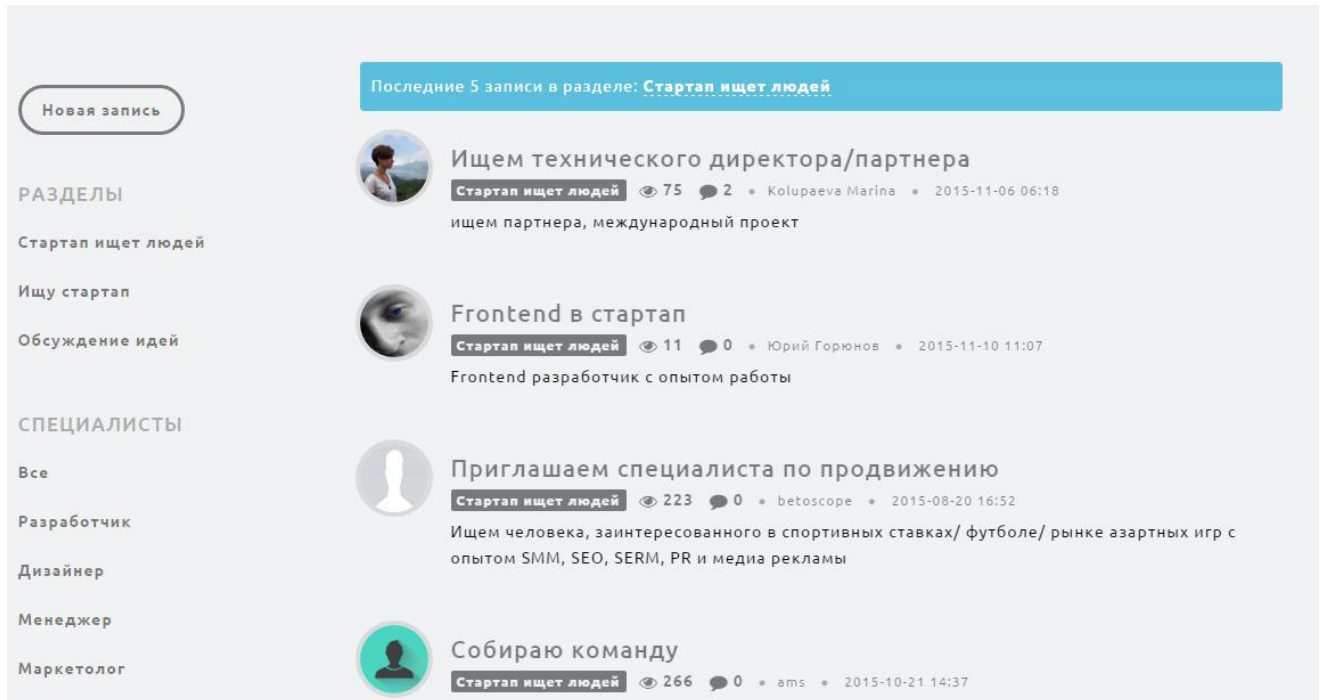 Новая запись
РАЗДЕЛЫ
Стартап ищет людей
Ищу стартап
Обсуждение идей
СПЕЦИАЛИСТЫ
Все
Разработчик
Дизайнер
Менеджер
Маркетолог
Последние 5 записи в разделе: Стартап ищет людей
Ищем технического директора/партнера
Стартап ищет людей 75 2 • Kolupaeva Marina • 2015-11-06 06:18
ищем партнера, международный проект
Frontend в стартап
Стартап ищет людей 11 0 • Юрий Горюнов • 2015-11-10 11:07
Frontend разработчик с опытом работы
Приглашаем специалиста по продвижению
Стартап ищет людей 223 0 • betoscope • 2015-08-20 16:52
Ищем человека, заинтересованного в спортивных ставках/ футболе/ рынке азартных игр с
опытом SMM, SEO, SERM, PR и медиа рекламы
Собираю команду
Стартап ищет людей 266 0 • ams • 2015-10-21 14:37